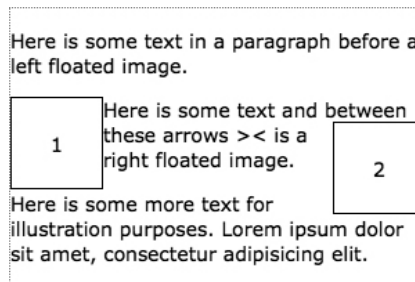 Here is some text in a paragraph before a
left floated image.
1
Here is some text and between
these arrows >< is a
right floated image.
2
Here is some more text for
illustration purposes. Lorem ipsum dolor
sit amet, consectetur adipisicing elit.